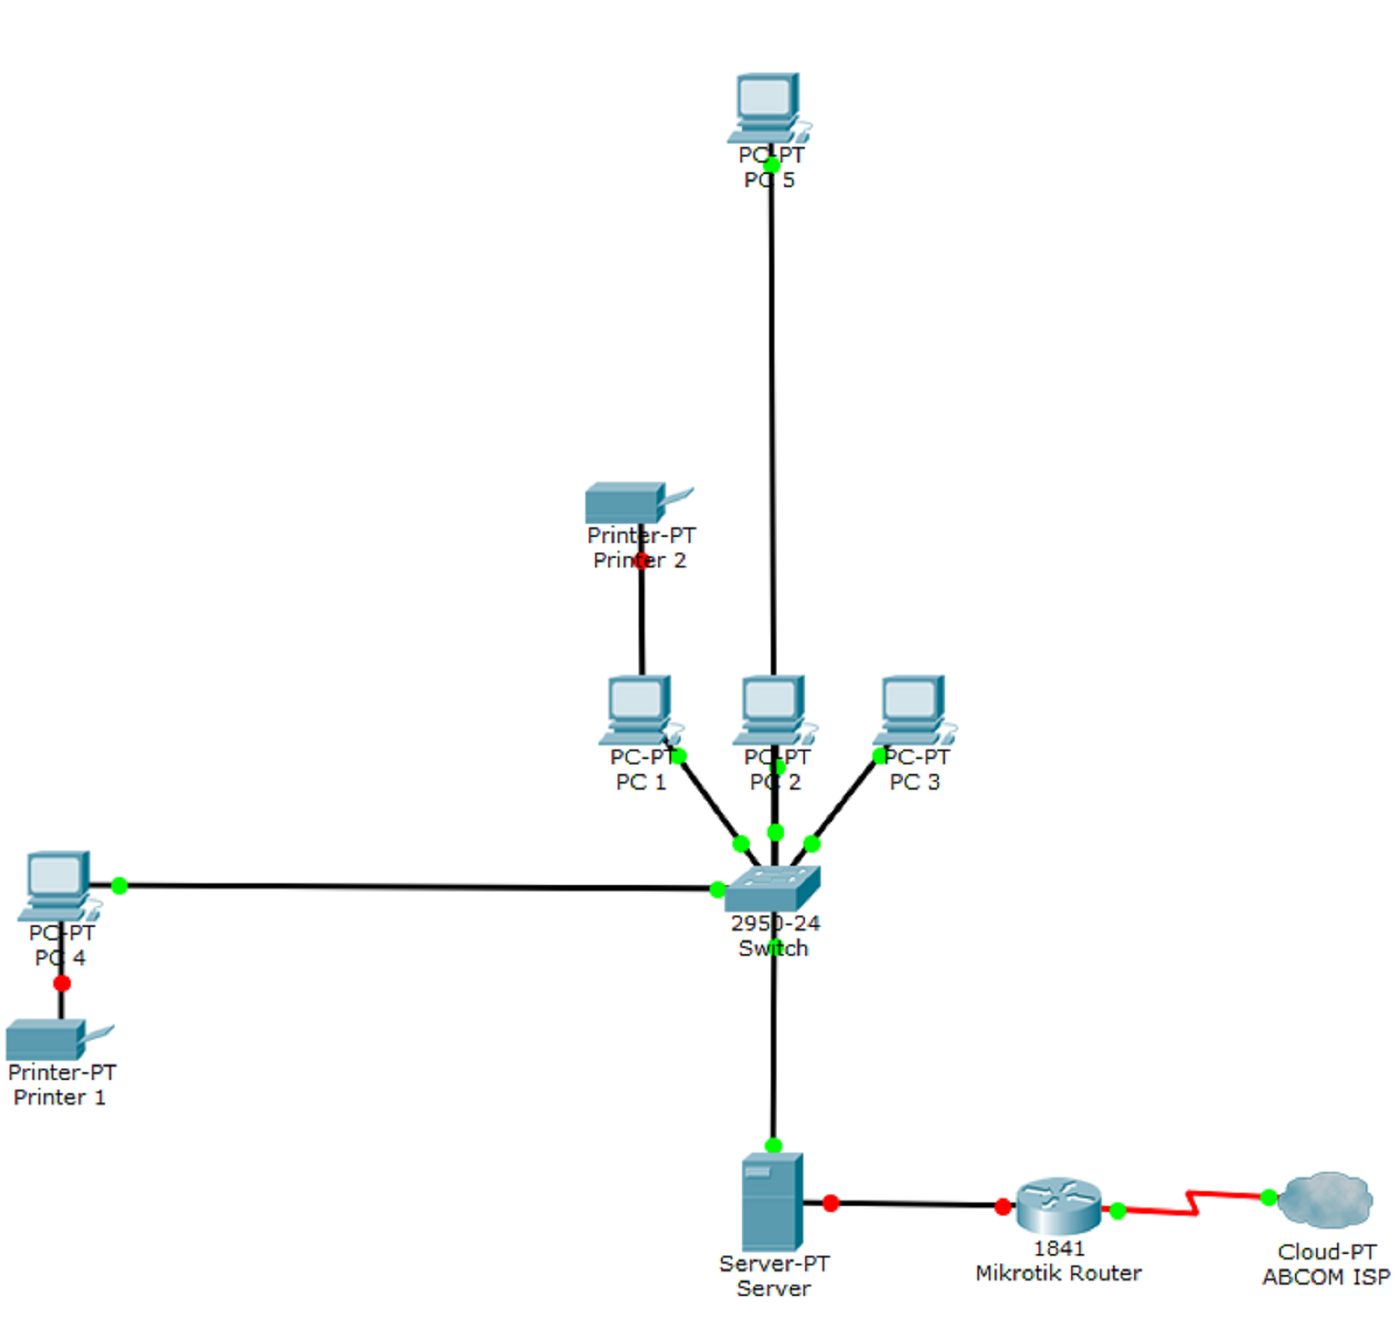 PC-PT
PC 5
Printer-PT
Printer 2
PC-PT
PC 1
PC-PT
PC 2
PC-PT
PC 3
PC-PT
PC 4
2950-24
Switch
Printer-PT
Printer 1
Server-PT
Server
1841
Mikrotik Router
Cloud-PT
ABCOM ISP